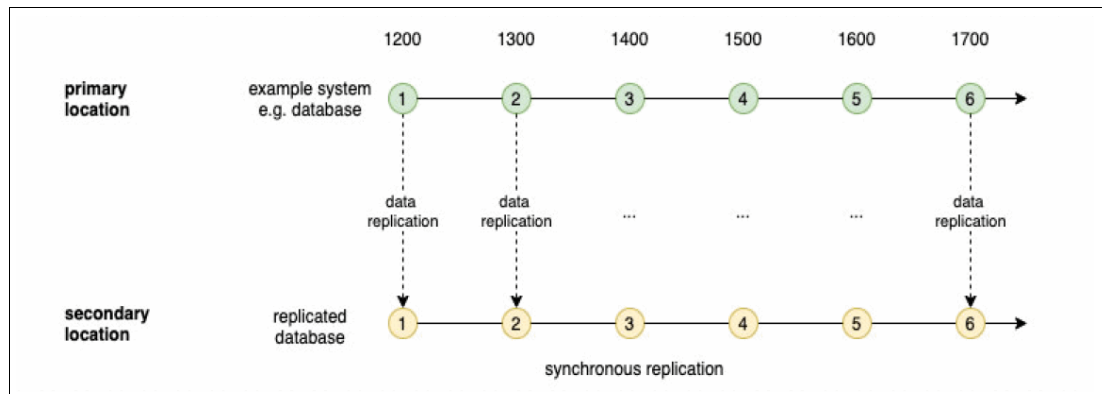 1200 1300 1400 1500 1600 1700
primary
location
example system
e.g. database
1 2 3 4 5 6
data
replication
data
replication
... ... ...
data
replication
secondary
location
replicated
database
1 2 3 4 5 6
synchronous replication